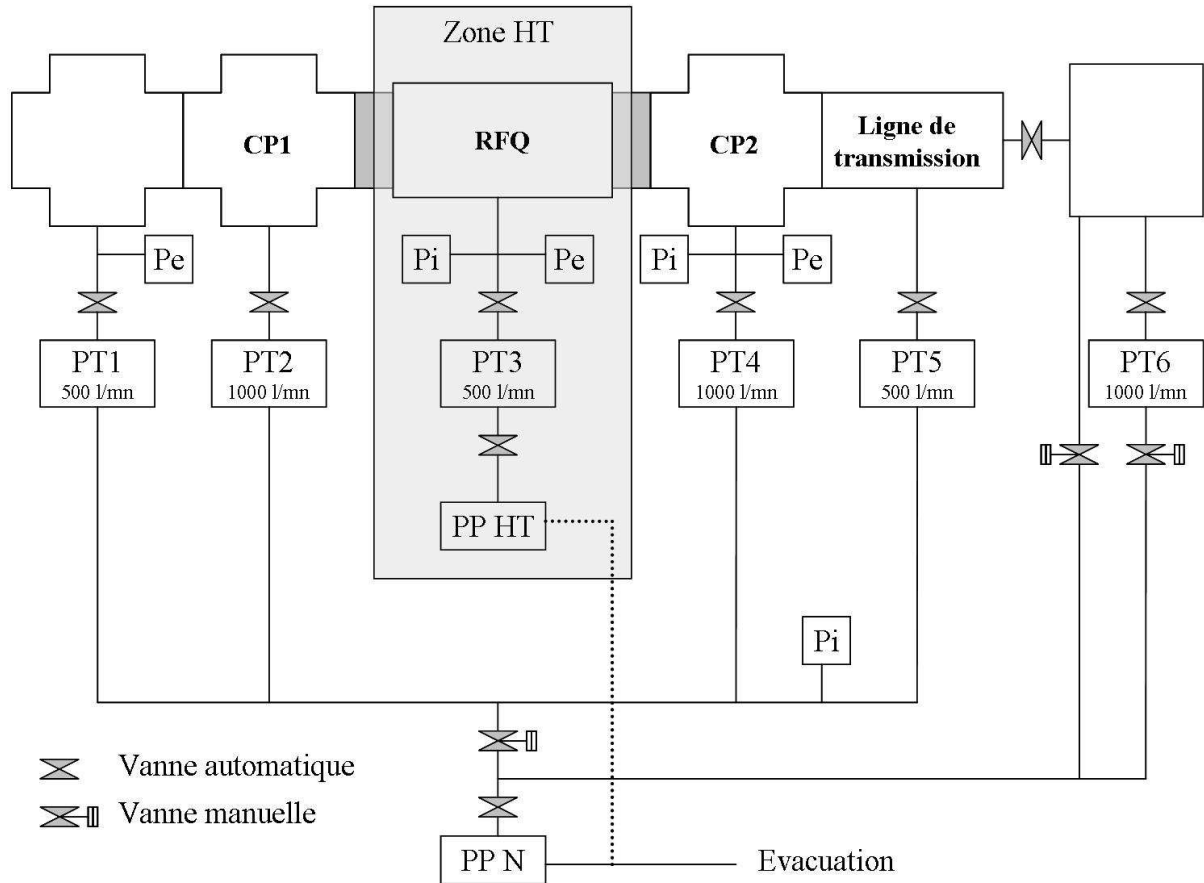 Zone HT
CP1
RFQ
CP2
Ligne de
transmission
Pe
Pi
Pe
Pi
Pe
PT1
500 l/mn
PT2
1000 l/mn
PT3
500 l/mn
PT4
1000 l/mn
PT5
500 l/mn
PT6
1000 l/mn
PP HT
Pi
Vanne automatique
Vanne manuelle
PP N
Evacuation